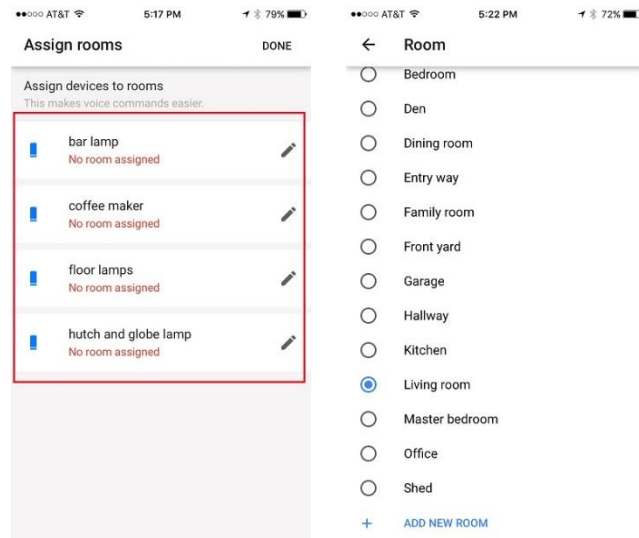 AT&T 5:17 PM 79%
Assign rooms DONE
Assign devices to rooms
This makes voice commands easier.
bar lamp
No room assigned
coffee maker
No room assigned
floor lamps
No room assigned
hutch and globe lamp
No room assigned
AT&T 5:22 PM 72%
Room
Bedroom
Den
Dining room
Entry way
Family room
Front yard
Garage
Hallway
Kitchen
Living room
Master bedroom
Office
Shed
+ ADD NEW ROOM